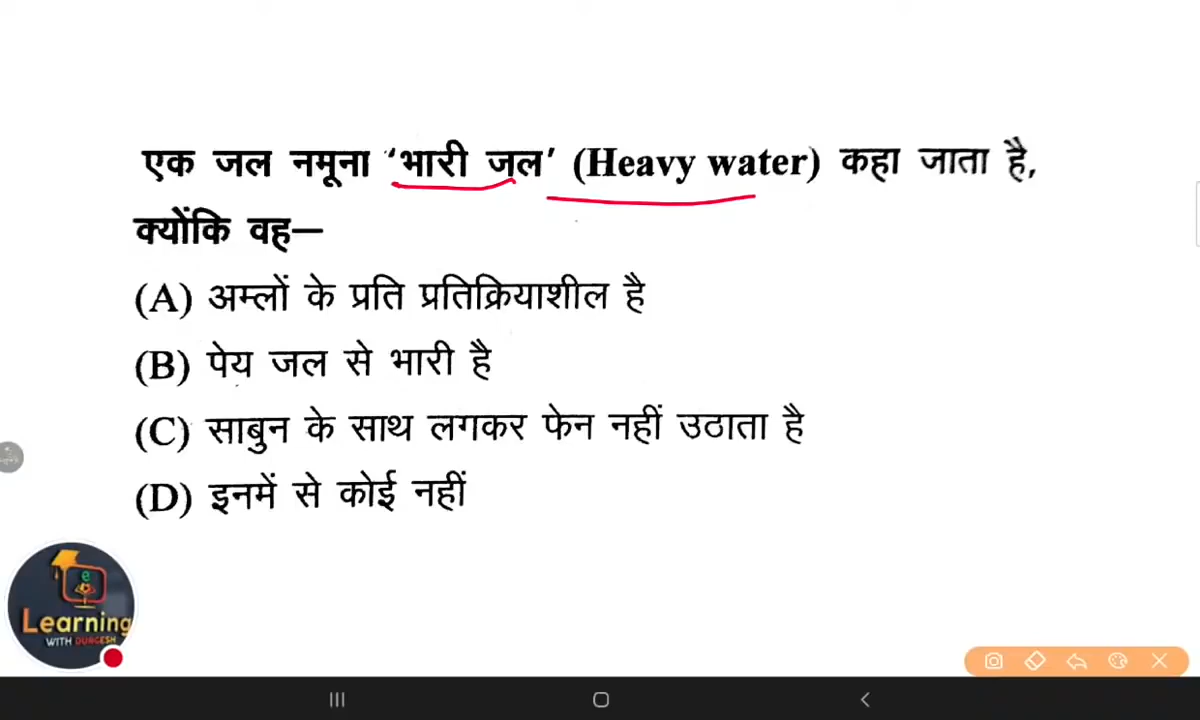 एक जल नमूना ‘भारी जल’ (Heavy water) कहा जाता है,
क्योंकि वह—
(A) अम्लों के प्रति प्रतिक्रियाशील है
(B) पेय जल से भारी है
(C) साबुन के साथ लगकर फेन नहीं उठाता है
(D) इनमें से कोई नहीं
e
Learning
WITH DURGESH